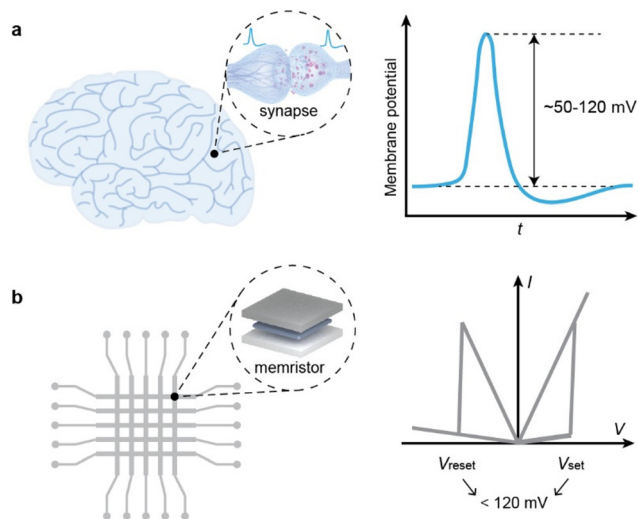 a
synapse
Membrane potential
~50-120 mV
t
b
memristor
I
V
Vreset
Vset
< 120 mV